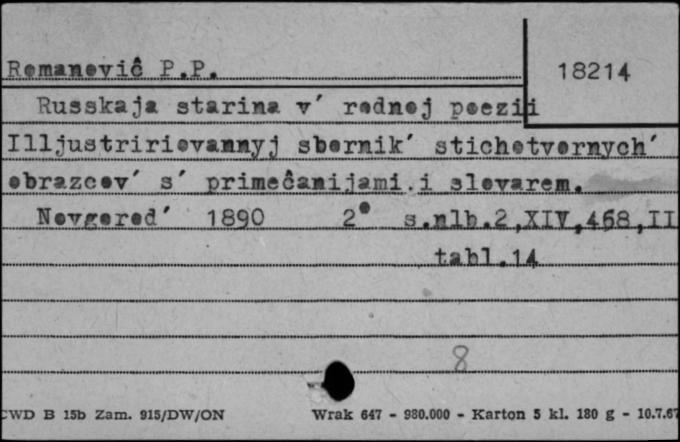 Romanovič P.P.
18214
Russkaja starina v′ rodnoj poezii
Illjustririovannyj sbornik′ stichotvornych′
obrazcov′ s′ primečanijami.i slovarem.
Novgorod′ 1890 2° s.nlb.2,XIV,468,II
tabl.14
8
CWD B 15b Zam. 915/DW/ON Wrak 647 - 980.000 - Karton 5 kl. 180 g - 10.7.67